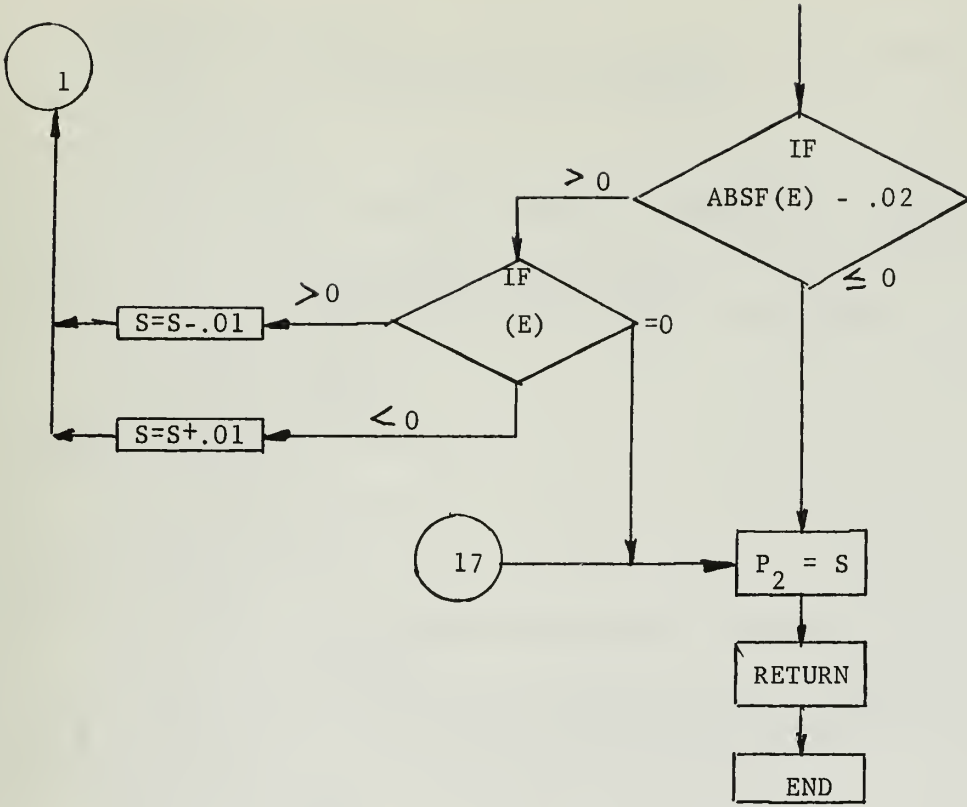 1
IF
ABSF(E) - .02
> 0
≤ 0
IF
(E)
>0
=0
S=S-.01
< 0
S=S+.01
17
P2 = S
RETURN
END